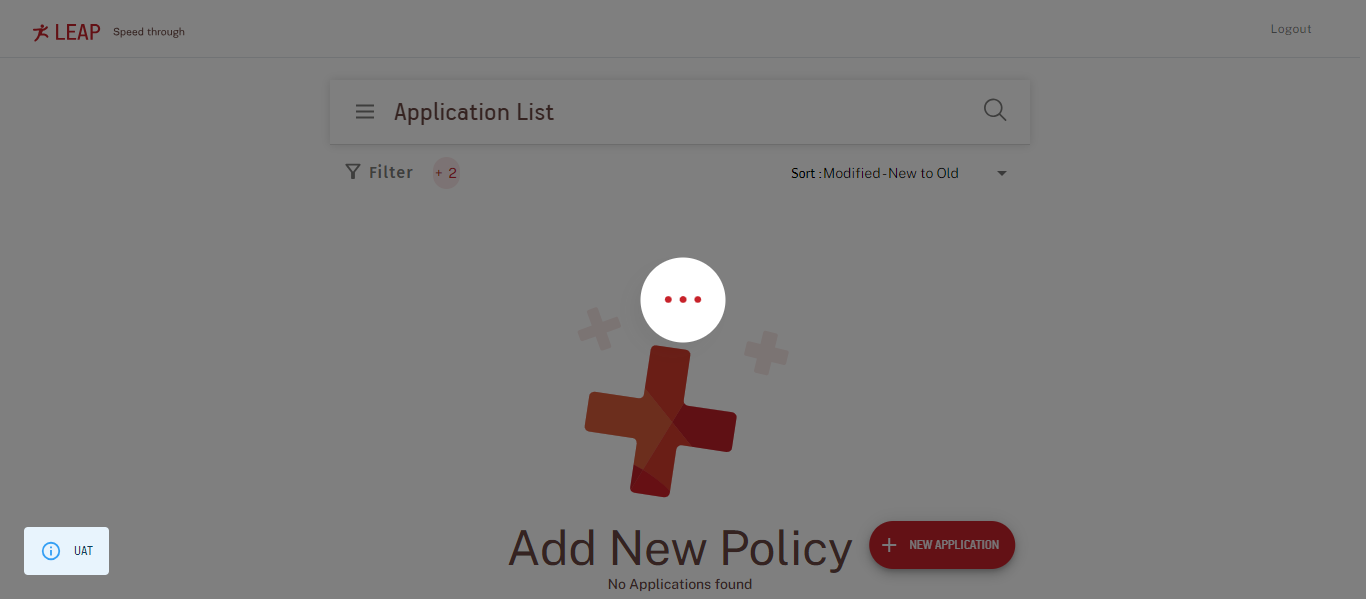 LEAP Speed through
Logout
Application List
Filter + 2
Sort : Modified - New to Old
Add New Policy
+ NEW APPLICATION
UAT
No Applications found